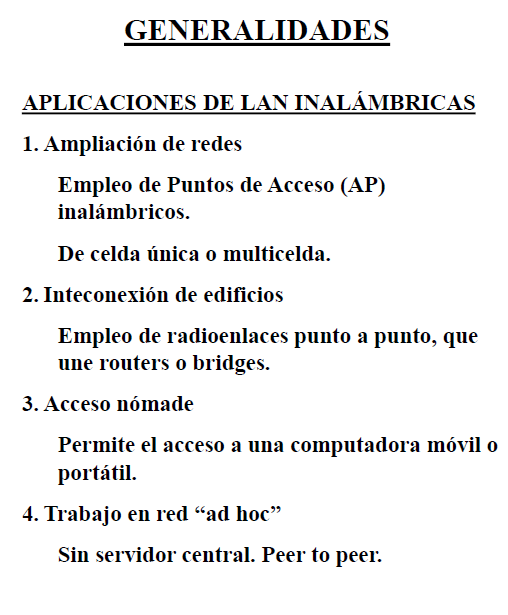 GENERALIDADES
APLICACIONES DE LAN INALÁMBRICAS
1. Ampliación de redes
Empleo de Puntos de Acceso (AP)
inalámbricos.
De celda única o multicelda.
2. Inteconexión de edificios
Empleo de radioenlaces punto a punto, que
une routers o bridges.
3. Acceso nómade
Permite el acceso a una computadora móvil o
portátil.
4. Trabajo en red “ad hoc”
Sin servidor central. Peer to peer.